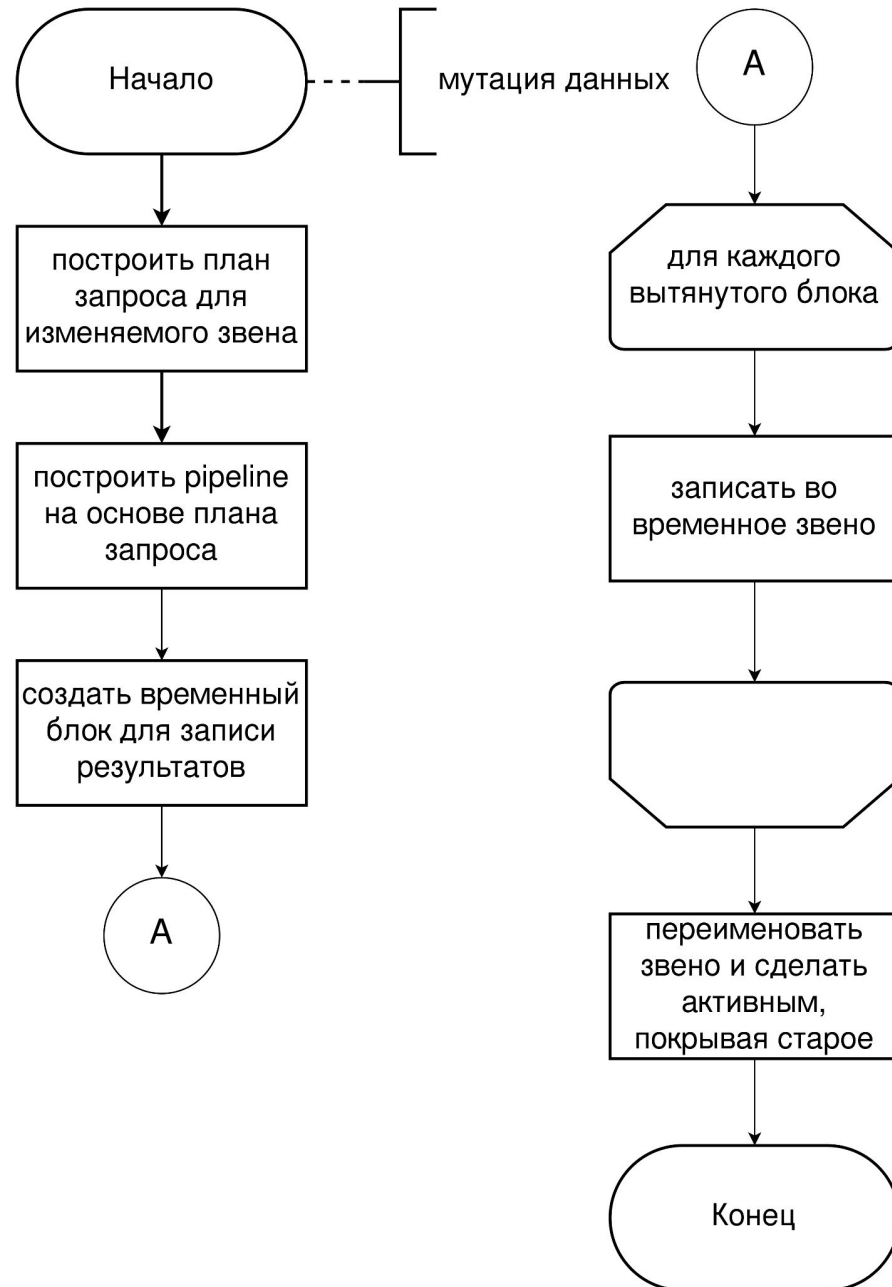 Начало
мутация данных
построить план
запроса для
изменяемого звена
построить pipeline
на основе плана
запроса
создать временный
блок для записи
результатов
А
А
для каждого
вытянутого блока
записать во
временное звено
переименовать
звено и сделать
активным,
покрывая старое
Конец